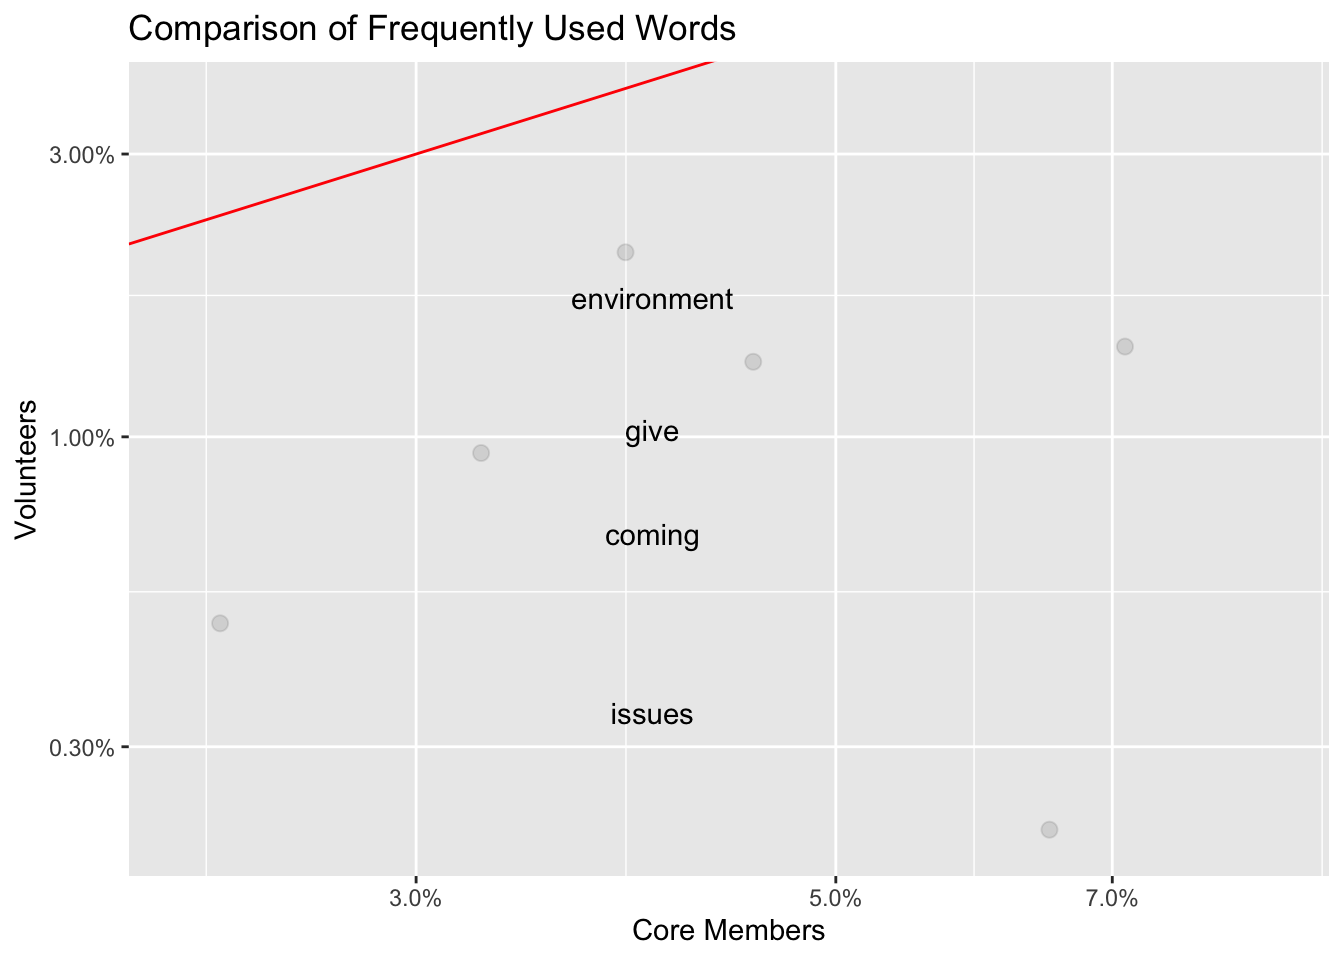 Comparison of Frequently Used Words
3.00%
environment
give
1.00%
Volunteers
coming
issues
0.30%
3.0%
5.0%
7.0%
Core Members